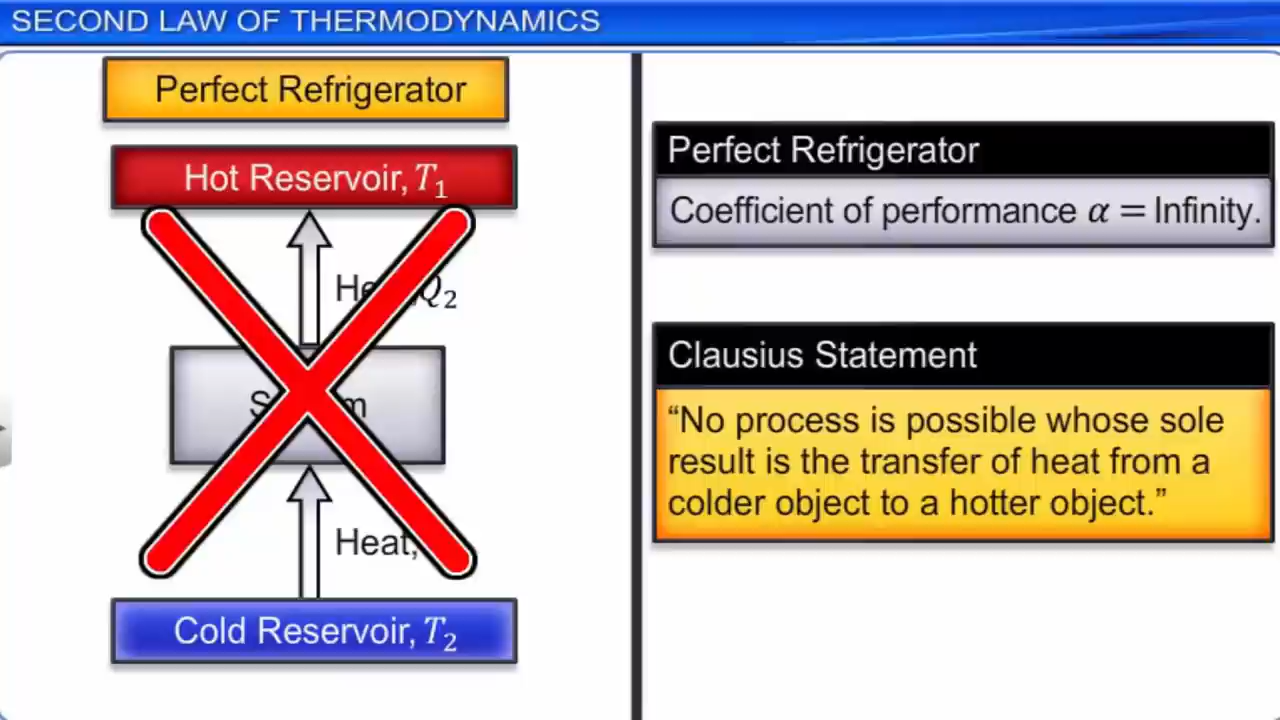 SECOND LAW OF THERMODYNAMICS
Perfect Refrigerator
Hot Reservoir, T₁
Q₂
Heat,
Cold Reservoir, T₂
Perfect Refrigerator
Coefficient of performance α = Infinity.
Clausius Statement
“No process is possible whose sole
result is the transfer of heat from a
colder object to a hotter object.”